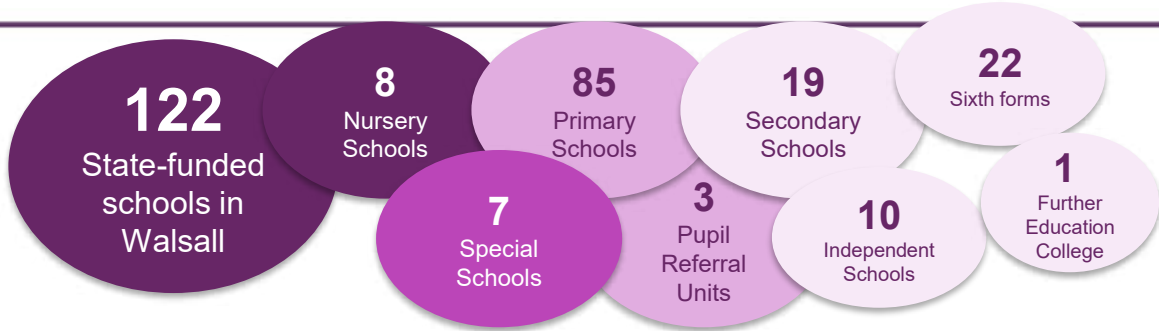 122
State-funded
schools in
Walsall
8
Nursery
Schools
85
Primary
Schools
19
Secondary
Schools
22
Sixth forms
7
Special
Schools
3
Pupil
Referral
Units
10
Independent
Schools
1
Further
Education
College